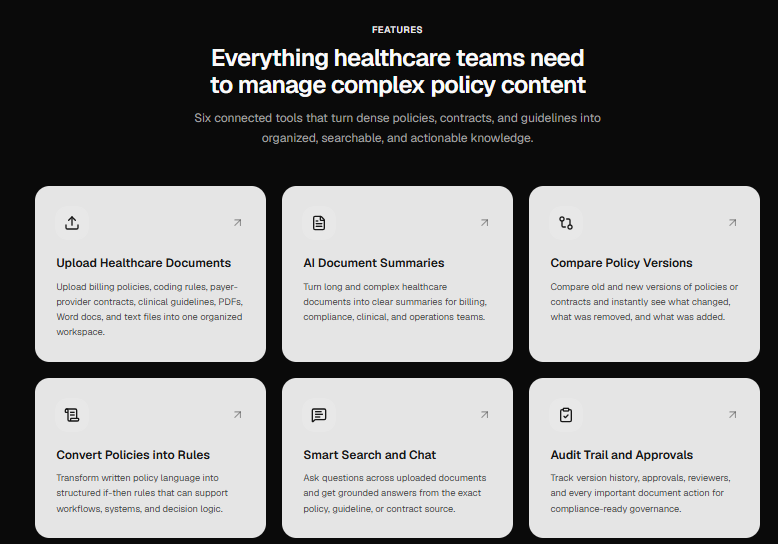 FEATURES
Everything healthcare teams need
to manage complex policy content
Six connected tools that turn dense policies, contracts, and guidelines into
organized, searchable, and actionable knowledge.
Upload Healthcare Documents
Upload billing policies, coding rules, payer-
provider contracts, clinical guidelines, PDFs,
Word docs, and text files into one organized
workspace.
AI Document Summaries
Turn long and complex healthcare
documents into clear summaries for billing,
compliance, clinical, and operations teams.
Compare Policy Versions
Compare old and new versions of policies or
contracts and instantly see what changed,
what was removed, and what was added.
Convert Policies into Rules
Transform written policy language into
structured if-then rules that can support
workflows, systems, and decision logic.
Smart Search and Chat
Ask questions across uploaded documents
and get grounded answers from the exact
policy, guideline, or contract source.
Audit Trail and Approvals
Track version history, approvals, reviewers,
and every important document action for
compliance-ready governance.